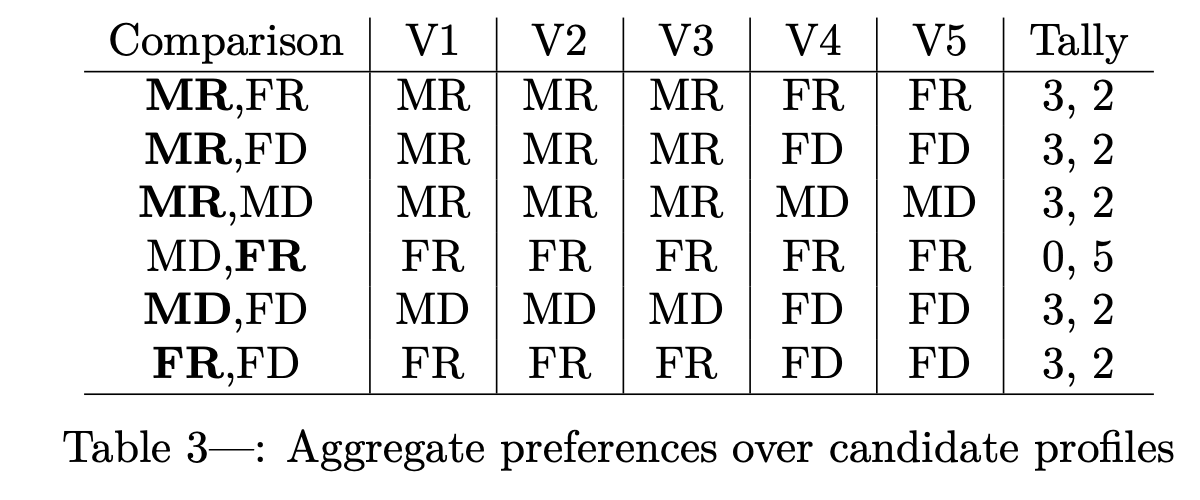 Comparison V1 V2 V3 V4 V5 Tally
MR,FR MR MR MR FR FR 3, 2
MR,FD MR MR MR FD FD 3, 2
MR,MD MR MR MR MD MD 3, 2
MD,FR FR FR FR FR FR 0, 5
MD,FD MD MD MD FD FD 3, 2
FR,FD FR FR FR FD FD 3, 2
Table 3—: Aggregate preferences over candidate profiles